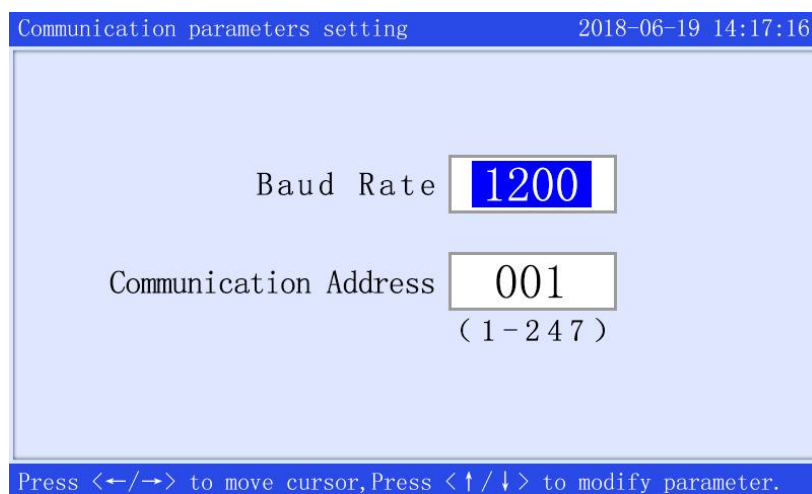 Communication parameters setting 2018-06-19 14:17:16
Baud Rate 1200
Communication Address 001
(1-247)
Press <←/→> to move cursor,Press <↑/↓> to modify parameter.